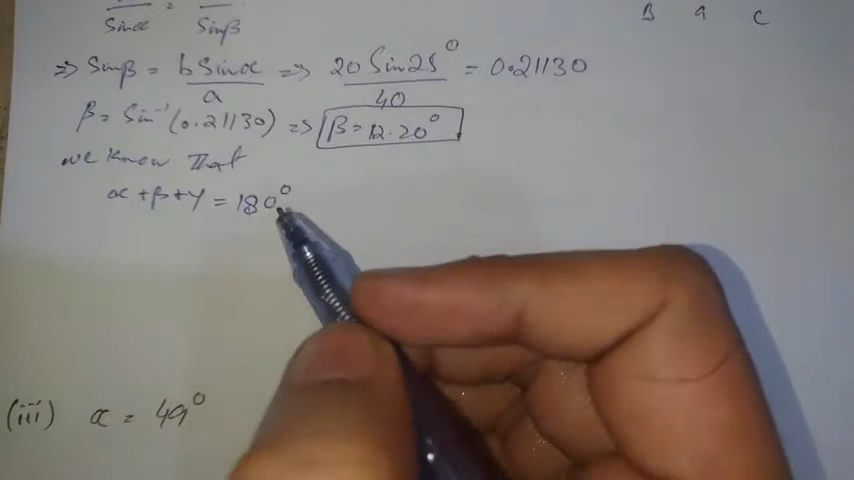 Sinα = Sinβ
B a c
=> Sinβ = bSinα/a => 20 Sin25°/40 = 0.21130
β = Sin⁻¹(0.21130) => β = 12.20°
we know that
α + β + γ = 180°
(iii) α = 49°